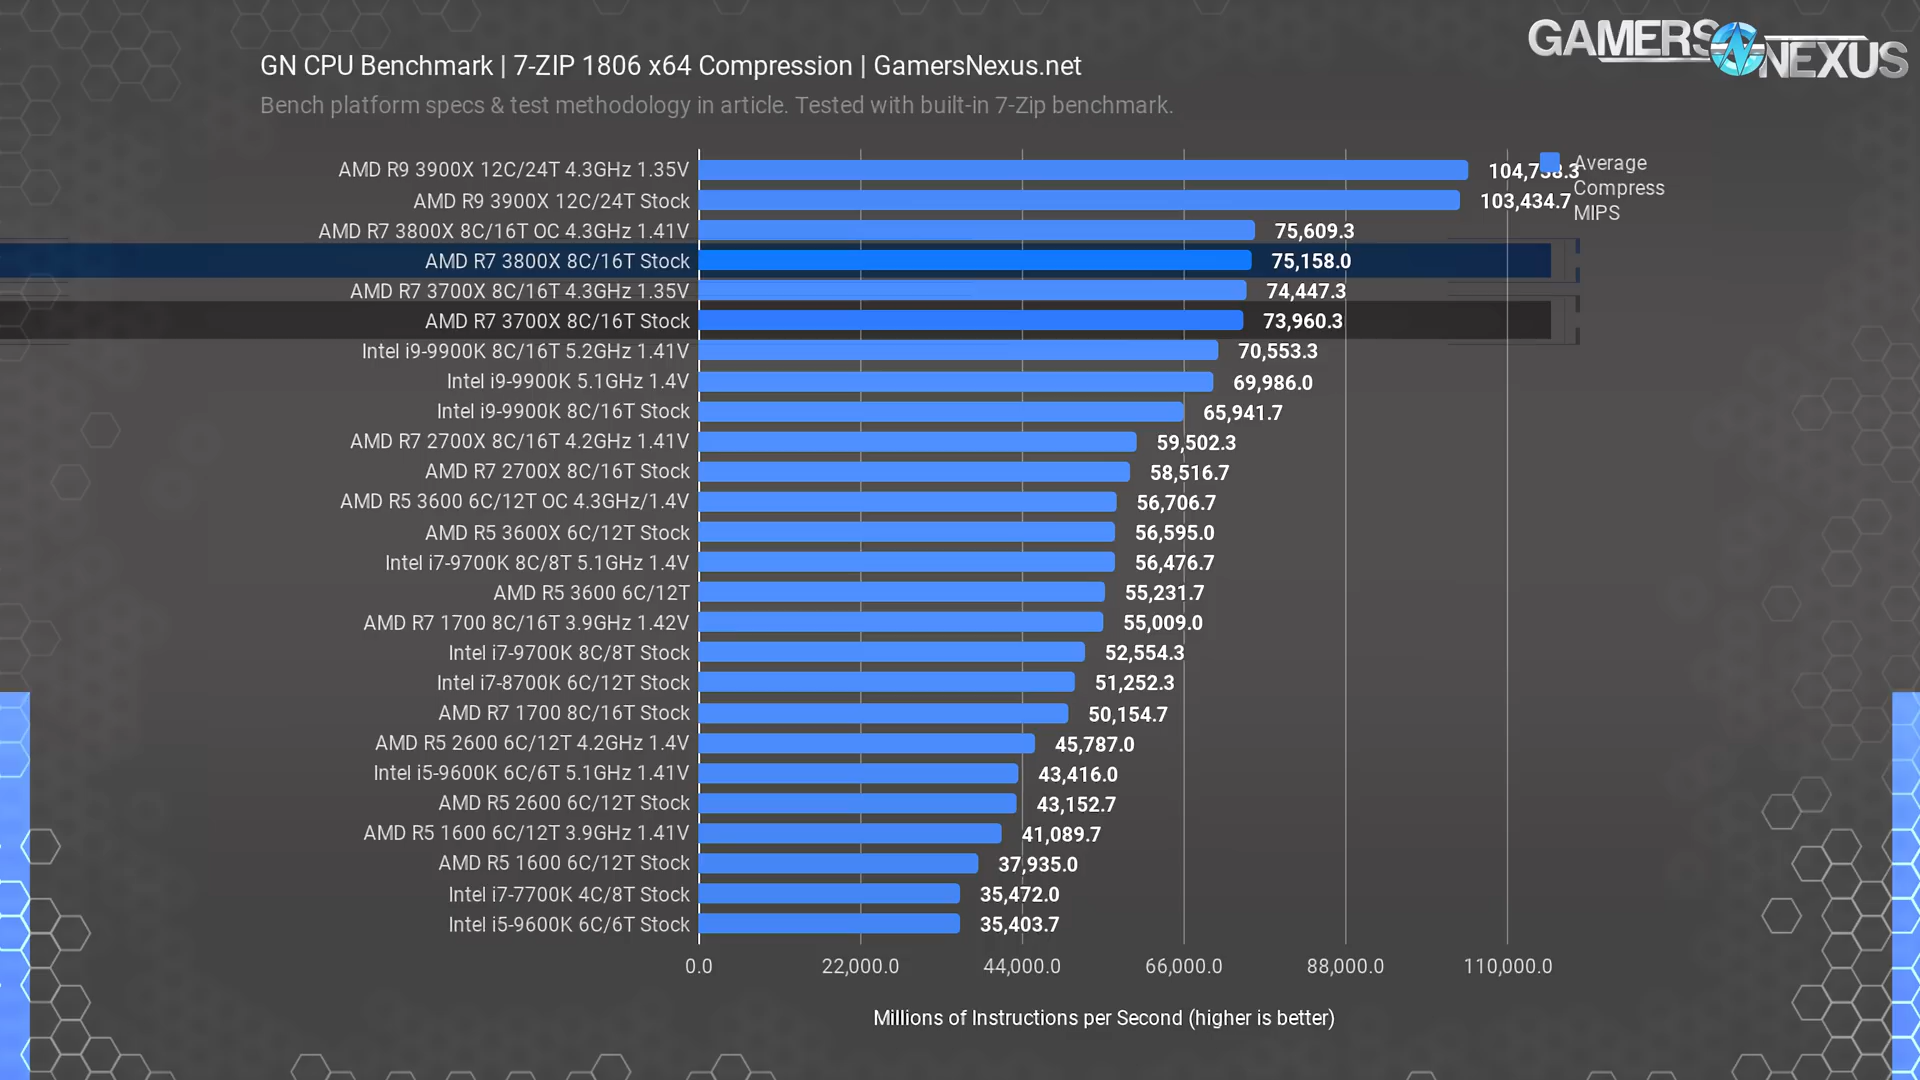 GAMERS NEXUS
GN CPU Benchmark | 7-ZIP 1806 x64 Compression | GamersNexus.net
Bench platform specs & test methodology in article. Tested with built-in 7-Zip benchmark.
AMD R9 3900X 12C/24T 4.3GHz 1.35V
AMD R9 3900X 12C/24T Stock 103,434.7
AMD R7 3800X 8C/16T OC 4.3GHz 1.41V 75,609.3
AMD R7 3800X 8C/16T Stock 75,158.0
AMD R7 3700X 8C/16T 4.3GHz 1.35V 74,447.3
AMD R7 3700X 8C/16T Stock 73,960.3
Intel i9-9900K 8C/16T 5.2GHz 1.41V 70,553.3
Intel i9-9900K 5.1GHz 1.4V 69,986.0
Intel i9-9900K 8C/16T Stock 65,941.7
AMD R7 2700X 8C/16T 4.2GHz 1.41V 59,502.3
AMD R7 2700X 8C/16T Stock 58,516.7
AMD R5 3600 6C/12T OC 4.3GHz/1.4V 56,706.7
AMD R5 3600X 6C/12T Stock 56,595.0
Intel i7-9700K 8C/8T 5.1GHz 1.4V 56,476.7
AMD R5 3600 6C/12T 55,231.7
AMD R7 1700 8C/16T 3.9GHz 1.42V 55,009.0
Intel i7-9700K 8C/8T Stock 52,554.3
Intel i7-8700K 6C/12T Stock 51,252.3
AMD R7 1700 8C/16T Stock 50,154.7
AMD R5 2600 6C/12T 4.2GHz 1.4V 45,787.0
Intel i5-9600K 6C/6T 5.1GHz 1.41V 43,416.0
AMD R5 2600 6C/12T Stock 43,152.7
AMD R5 1600 6C/12T 3.9GHz 1.41V 41,089.7
AMD R5 1600 6C/12T Stock 37,935.0
Intel i7-7700K 4C/8T Stock 35,472.0
Intel i5-9600K 6C/6T Stock 35,403.7
Average
Compress
MIPS
0.0 22,000.0 44,000.0 66,000.0 88,000.0 110,000.0
Millions of Instructions per Second (higher is better)